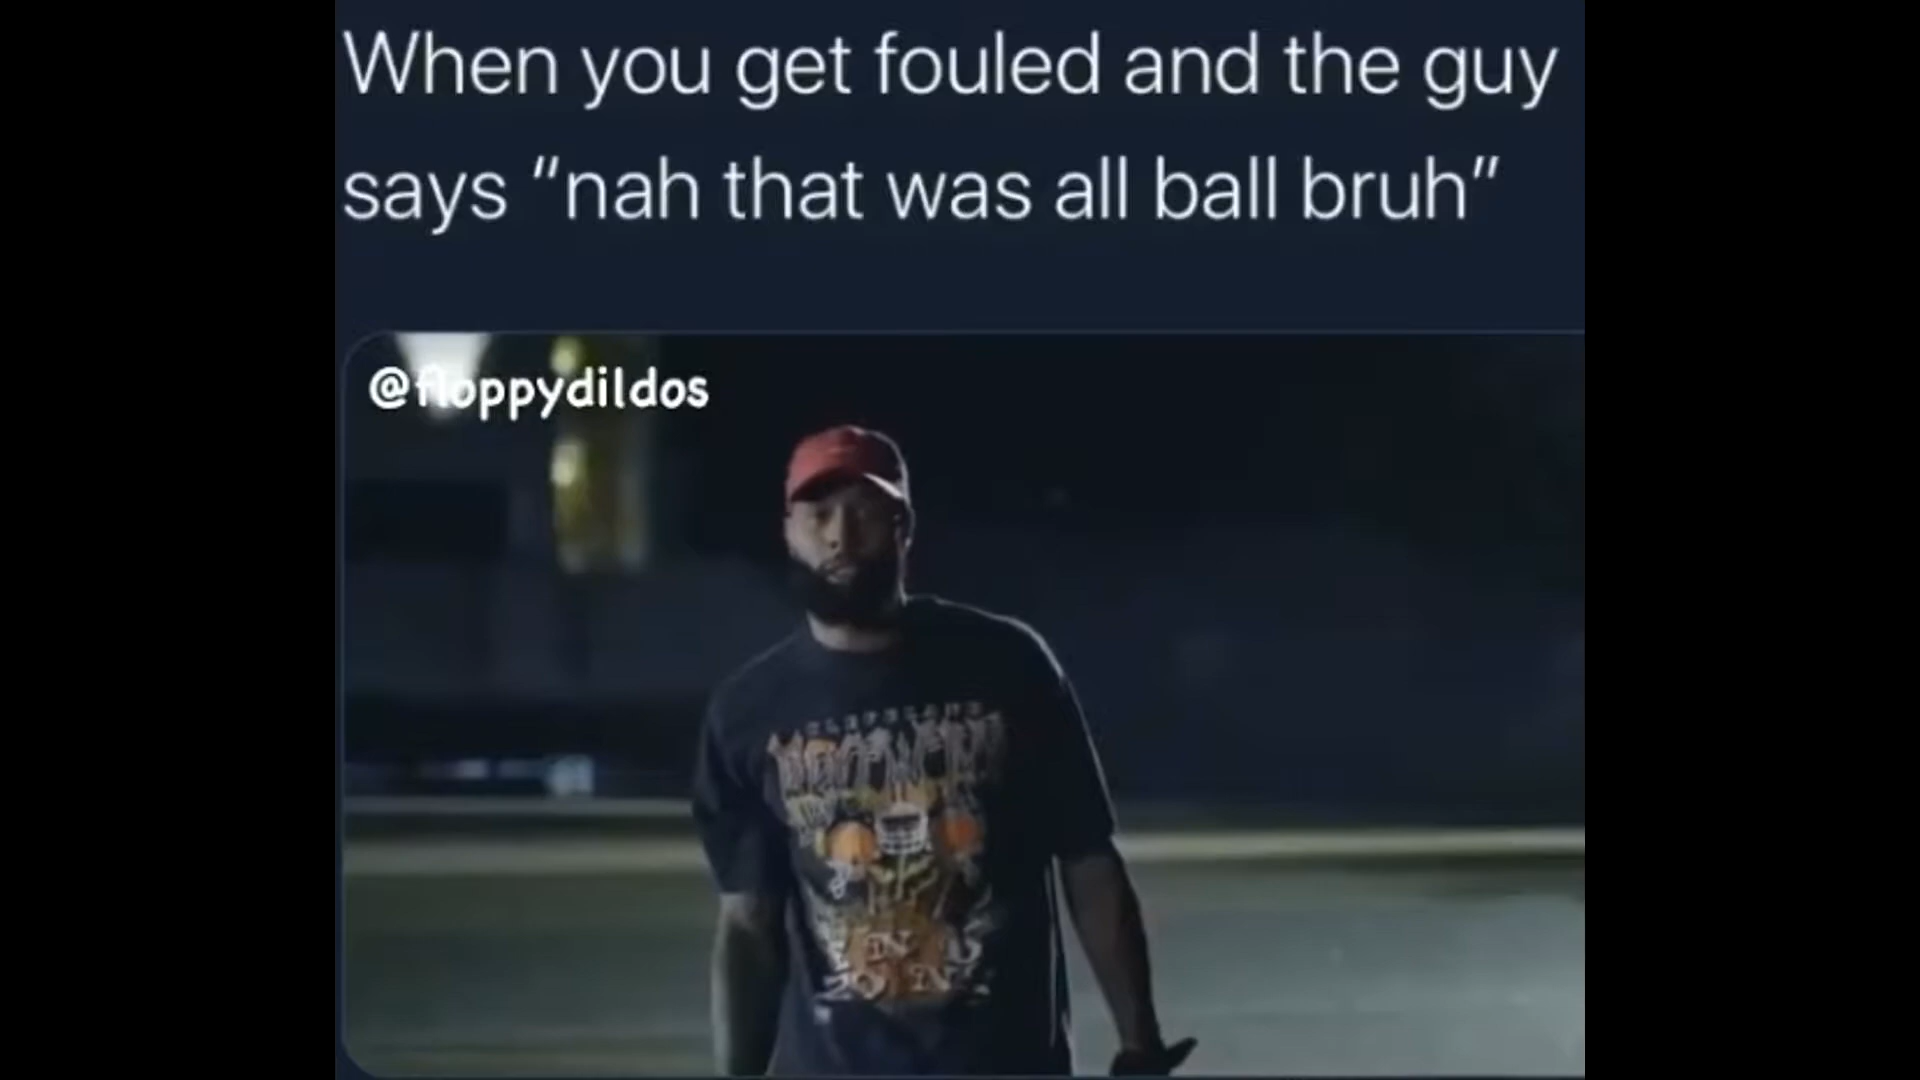 When you get fouled and the guy
says “nah that was all ball bruh”
@floppydildos